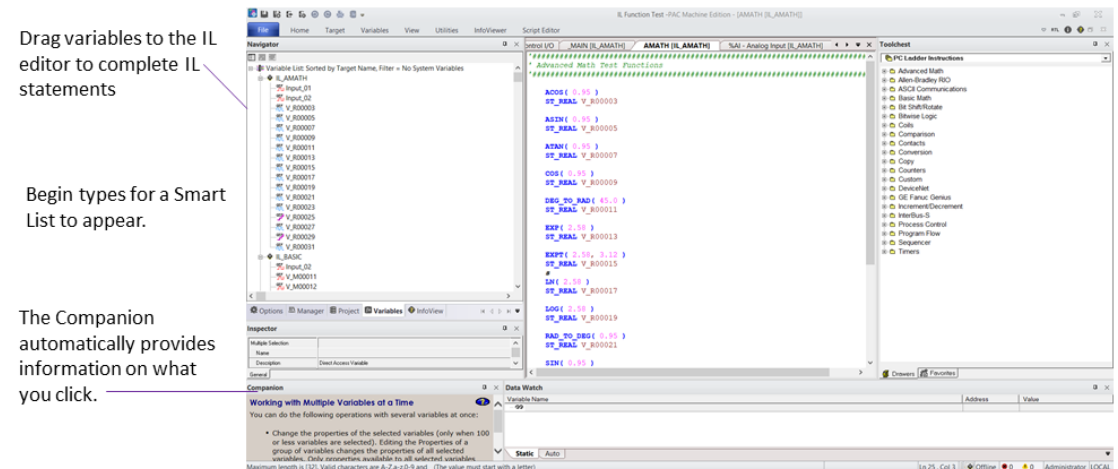 Drag variables to the IL
editor to complete IL
statements
Begin types for a Smart
List to appear.
The Companion
automatically provides
information on what
you click.
IL Function Test -PAC Machine Edition - [AMATH [IL_AMATH]]
File Home Target Variables View Utilities InfoViewer Script Editor
Navigator
Variable List: Sorted by Target Name, Filter = No System Variables
IL_AMATH
Input_01
Input_02
V_R00003
V_R00005
V_R00007
V_R00009
V_R00011
V_R00013
V_R00015
V_R00017
V_R00019
V_R00021
V_R00023
V_R00025
V_R00027
V_R00029
V_R00031
IL_BASIC
Input_02
V_M00011
V_M00012
Options Manager Project Variables InfoView
Inspector
Multiple Selection
Name
Description Direct Access Variable
General
ontrol I/O _MAIN [IL_AMATH] AMATH [IL_AMATH] %AI - Analog Input [IL_AMATH]
' Advanced Math Test Functions
ACOS( 0.95 )
ST_REAL V_R00003
ASIN( 0.95 )
ST_REAL V_R00005
ATAN( 0.95 )
ST_REAL V_R00007
COS( 0.95 )
ST_REAL V_R00009
DEG_TO_RAD( 45.0 )
ST_REAL V_R00011
EXP( 2.58 )
ST_REAL V_R00013
EXPT( 2.58, 3.12 )
ST_REAL V_R00015
#
LN( 2.58 )
ST_REAL V_R00017
LOG( 2.58 )
ST_REAL V_R00019
RAD_TO_DEG( 0.95 )
ST_REAL V_R00021
SIN( 0.95 )
Toolchest
PC Ladder Instructions
Advanced Math
Allen-Bradley RIO
ASCII Communications
Basic Math
Bit Shift/Rotate
Bitwise Logic
Coils
Comparison
Contacts
Conversion
Copy
Counters
Custom
DeviceNet
GE Fanuc Genius
Increment/Decrement
InterBus-S
Process Control
Program Flow
Sequencer
Timers
Drawers Favorites
Companion
Working with Multiple Variables at a Time
You can do the following operations with several variables at once:
• Change the properties of the selected variables (only when 100
or less variables are selected). Editing the Properties of a
group of variables changes the properties of all selected
variables. Only properties available to all selected variables
Data Watch
Variable Name Address Value
Static Auto
Maximum length is (32). Valid characters are A-Z,a-z,0-9 and _ (The value must start with a letter)
Ln 25, Col 3 Offline 0 0 Administrator LOCAL